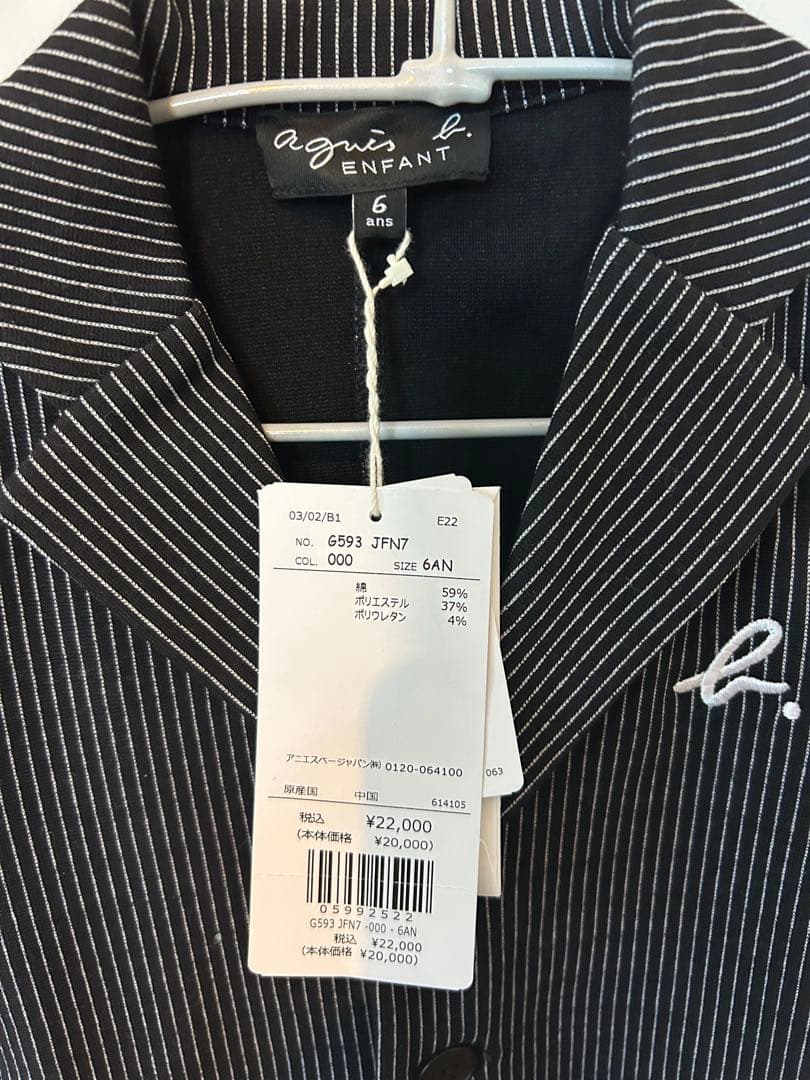 agnès b.
ENFANT
6
ans
03/02/B1 E22
NO. G593 JFN7
COL. 000 SIZE 6AN
綿 59%
ポリエステル 37%
ポリウレタン 4%
アニエスベージャパン㈱ 0120-064100
063
原産国 中国 614105
税込 ¥22,000
(本体価格 ¥20,000)
05992522
G593 JFN7 -000 - 6AN
税込 ¥22,000
(本体価格 ¥20,000)
b.